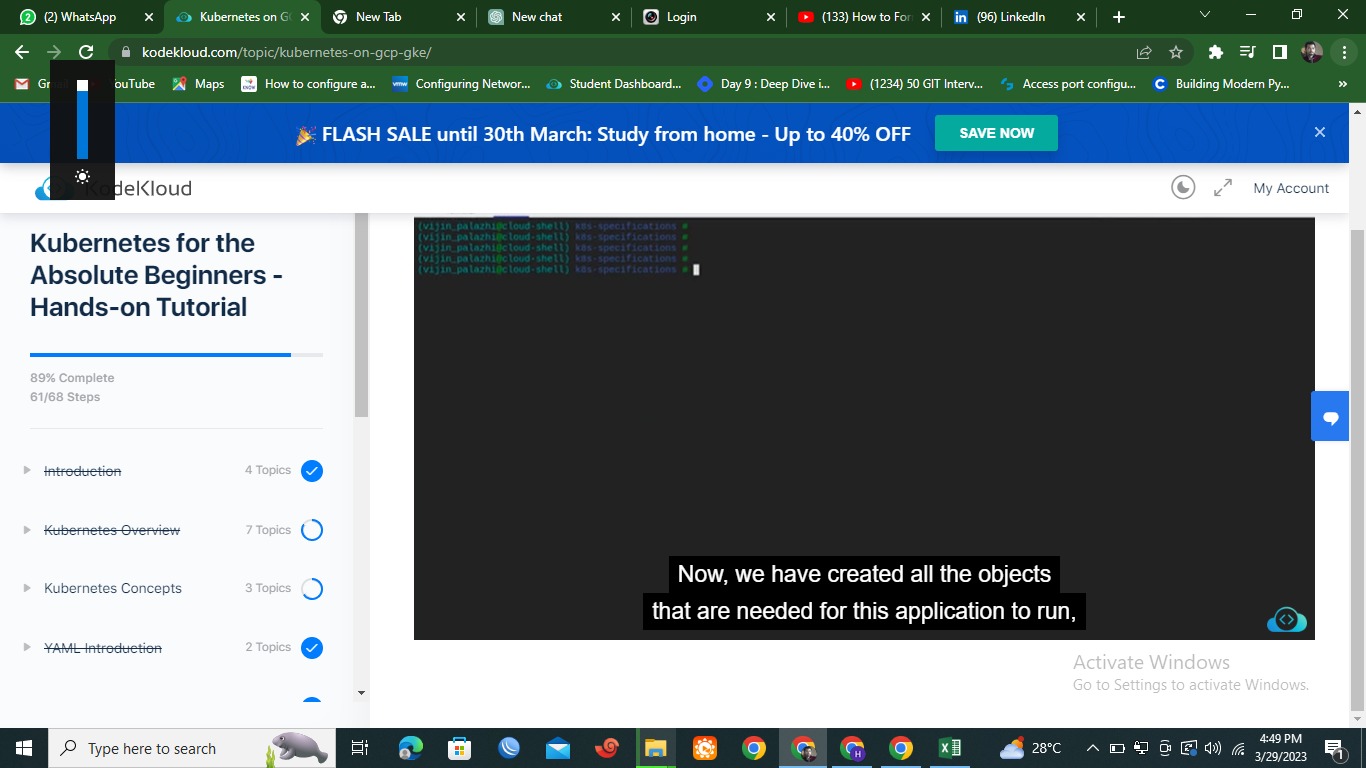 (2) WhatsApp
Kubernetes on G
New Tab
New chat
Login
(133) How to For
(96) LinkedIn
kodekloud.com/topic/kubernetes-on-gcp-gke/
YouTube
Maps
How to configure a...
Configuring Networ...
Student Dashboard...
Day 9 : Deep Dive i...
(1234) 50 GIT Interv...
Access port configu...
Building Modern Py...
FLASH SALE until 30th March: Study from home - Up to 40% OFF
SAVE NOW
KodeKloud
My Account
Kubernetes for the
Absolute Beginners -
Hands-on Tutorial
89% Complete
61/68 Steps
Introduction
4 Topics
Kubernetes Overview
7 Topics
Kubernetes Concepts
3 Topics
YAML Introduction
2 Topics
(vijin_palazhi@cloud-shell) k8s-specifications #
(vijin_palazhi@cloud-shell) k8s-specifications #
(vijin_palazhi@cloud-shell) k8s-specifications #
(vijin_palazhi@cloud-shell) k8s-specifications #
(vijin_palazhi@cloud-shell) k8s-specifications #
Now, we have created all the objects
that are needed for this application to run,
Activate Windows
Go to Settings to activate Windows.
Type here to search
28°C
4:49 PM
3/29/2023
1